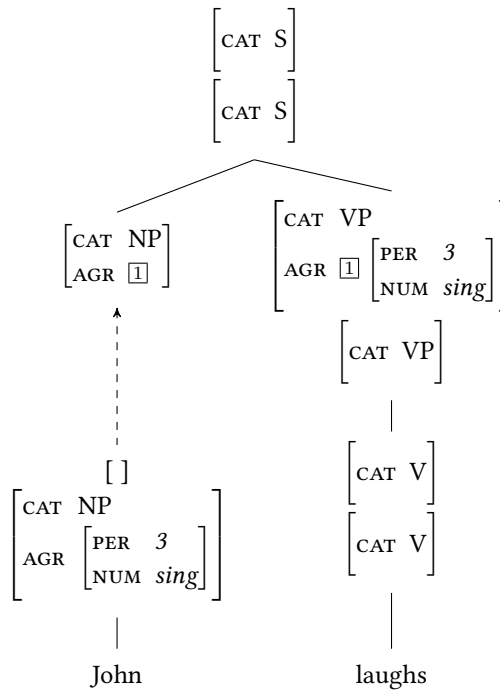 [CAT S]
[CAT S]
[CAT NP
AGR [1]]
[CAT VP
AGR [1] [PER 3
NUM sing]]
[CAT VP]
[ ]
[CAT NP
AGR [PER 3
NUM sing]]
[CAT V]
[CAT V]
John laughs